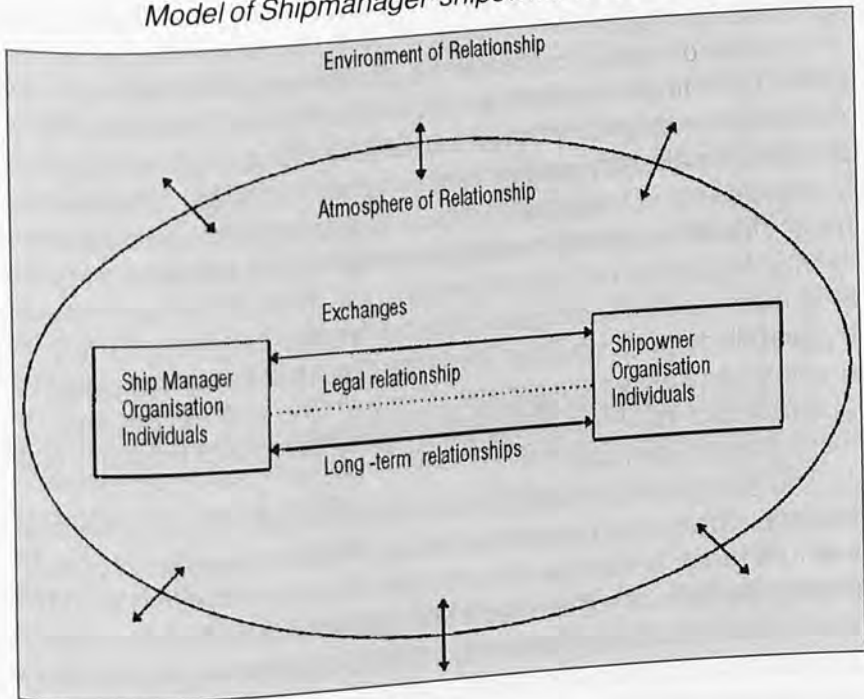 Model of Shipmanager
Environment of Relationship
Atmosphere of Relationship
Exchanges
Ship Manager
Organisation
Individuals
Legal relationship
Shipowner
Organisation
Individuals
Long -term relationships